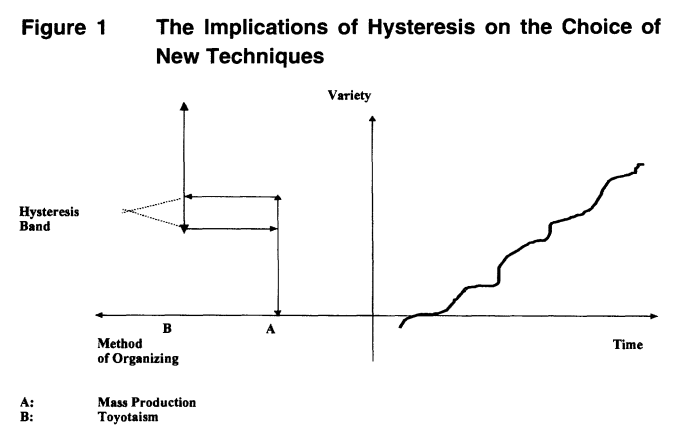 Figure 1 The Implications of Hysteresis on the Choice of
New Techniques
Variety
Hysteresis
Band
B
A
Method
of Organizing
Time
A: Mass Production
B: Toyotaism